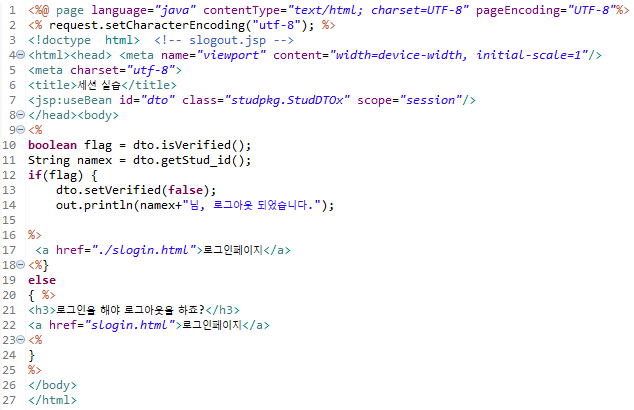 1 <%@ page language="java" contentType="text/html; charset=UTF-8" pageEncoding="UTF-8"%>
2 <% request.setCharacterEncoding("utf-8"); %>
3 <!doctype  html>  <!-- slogout.jsp -->
4 <html><head> <meta name="viewport" content="width=device-width, initial-scale=1"/>
5 <meta charset="utf-8">
6 <title>세션 실습</title>
7 <jsp:useBean id="dto" class="studpkg.StudDTOx" scope="session"/>
8 </head><body>
9 <%
10 boolean flag = dto.isVerified();
11 String namex = dto.getStud_id();
12 if(flag) {
13     dto.setVerified(false);
14     out.println(namex+"님, 로그아웃 되었습니다.");
15
16 %>
17  <a href="./slogin.html">로그인페이지</a>
18 <%}
19 else
20 { %>
21 <h3>로그인을 해야 로그아웃을 하죠?</h3>
22 <a href="slogin.html">로그인페이지</a>
23 <%
24 }
25 %>
26 </body>
27 </html>